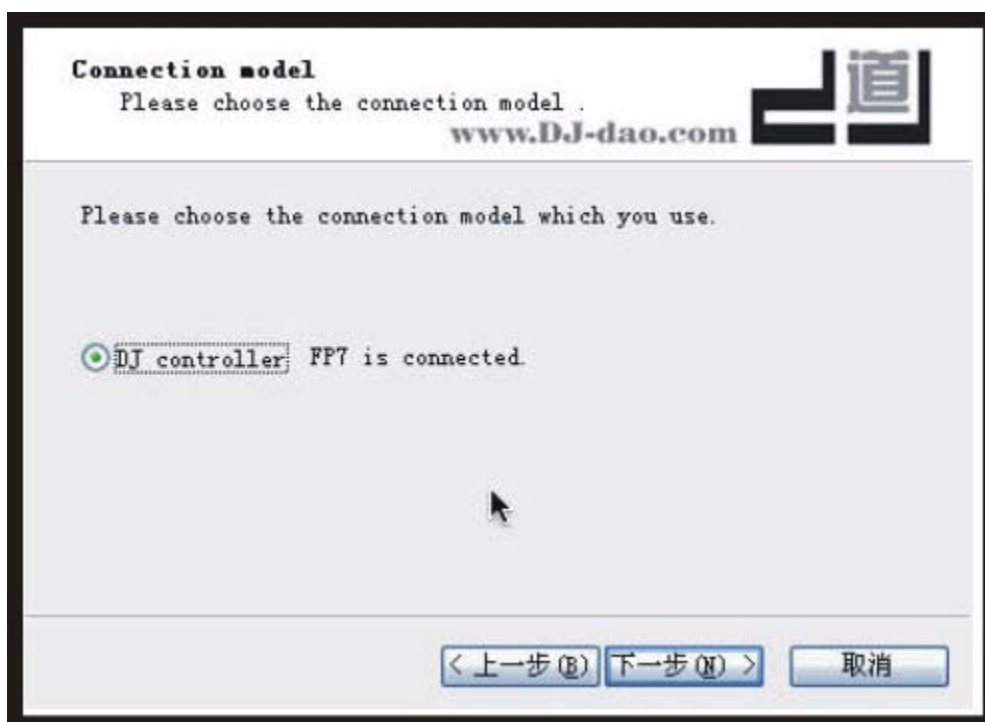 Connection model
Please choose the connection model .
www.DJ-dao.com
道
Please choose the connection model which you use.
DJ controller FP7 is connected.
< 上一步(B) 下一步(N) > 取消